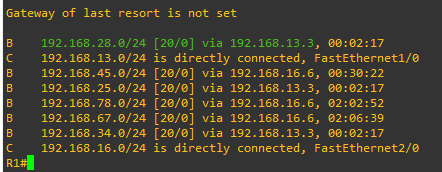 Gateway of last resort is not set
B    192.168.28.0/24 [20/0] via 192.168.13.3, 00:02:17
C    192.168.13.0/24 is directly connected, FastEthernet1/0
B    192.168.45.0/24 [20/0] via 192.168.16.6, 00:30:22
B    192.168.25.0/24 [20/0] via 192.168.13.3, 00:02:17
B    192.168.78.0/24 [20/0] via 192.168.16.6, 02:02:52
B    192.168.67.0/24 [20/0] via 192.168.16.6, 02:06:39
B    192.168.34.0/24 [20/0] via 192.168.13.3, 00:02:17
C    192.168.16.0/24 is directly connected, FastEthernet2/0
R1#